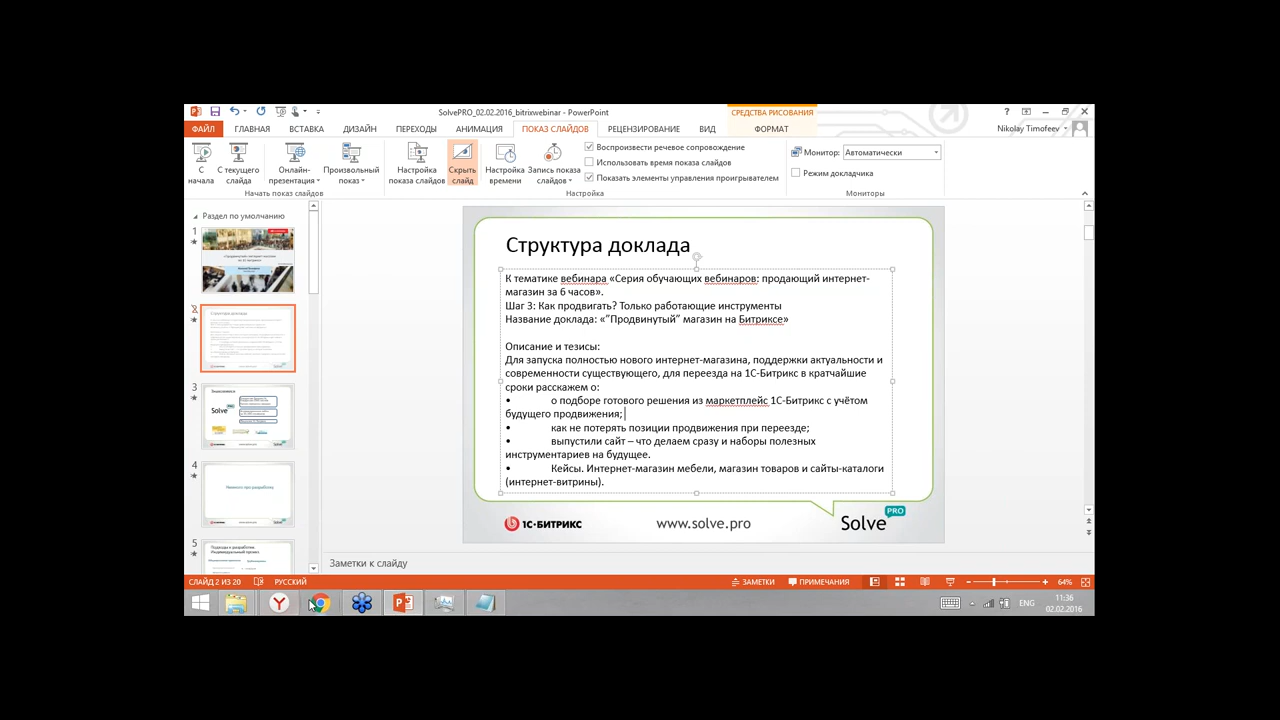 SolvePRO_02.02.2016_bitrixwebinar - PowerPoint
СРЕДСТВА РИСОВАНИЯ
ФАЙЛ ГЛАВНАЯ ВСТАВКА ДИЗАЙН ПЕРЕХОДЫ АНИМАЦИЯ ПОКАЗ СЛАЙДОВ РЕЦЕНЗИРОВАНИЕ ВИД ФОРМАТ
Nikolay Timofeev
С начала
С текущего слайда
Онлайн-презентация
Произвольный показ
Начать показ слайдов
Настройка показа слайдов
Скрыть слайд
Настройка времени
Запись показа слайдов
Воспроизвести речевое сопровождение
Использовать время показа слайдов
Показать элементы управления проигрывателем
Настройка
Монитор: Автоматически
Режим докладчика
Мониторы
Раздел по умолчанию
1
2
3
4
5
Структура доклада
К тематике вебинара «Серия обучающих вебинаров: продающий интернет-
магазин за 6 часов».
Шаг 3: Как продвигать? Только работающие инструменты
Название доклада: «"Продвинутый" магазин на Битриксе»
Описание и тезисы:
Для запуска полностью нового интернет-магазина, поддержки актуальности и
современности существующего, для переезда на 1С-Битрикс в кратчайшие
сроки расскажем о:
о подборе готового решения из маркетплейс 1С-Битрикс с учётом
будущего продвижения;
как не потерять позиции продвижения при переезде;
выпустили сайт – что делаем сразу и наборы полезных
инструментариев на будущее.
• Кейсы. Интернет-магазин мебели, магазин товаров и сайты-каталоги
(интернет-витрины).
1С·БИТРИКС www.solve.pro Solve PRO
Заметки к слайду
СЛАЙД 2 ИЗ 20 РУССКИЙ ЗАМЕТКИ ПРИМЕЧАНИЯ 64%
ENG 11:36
02.02.2016